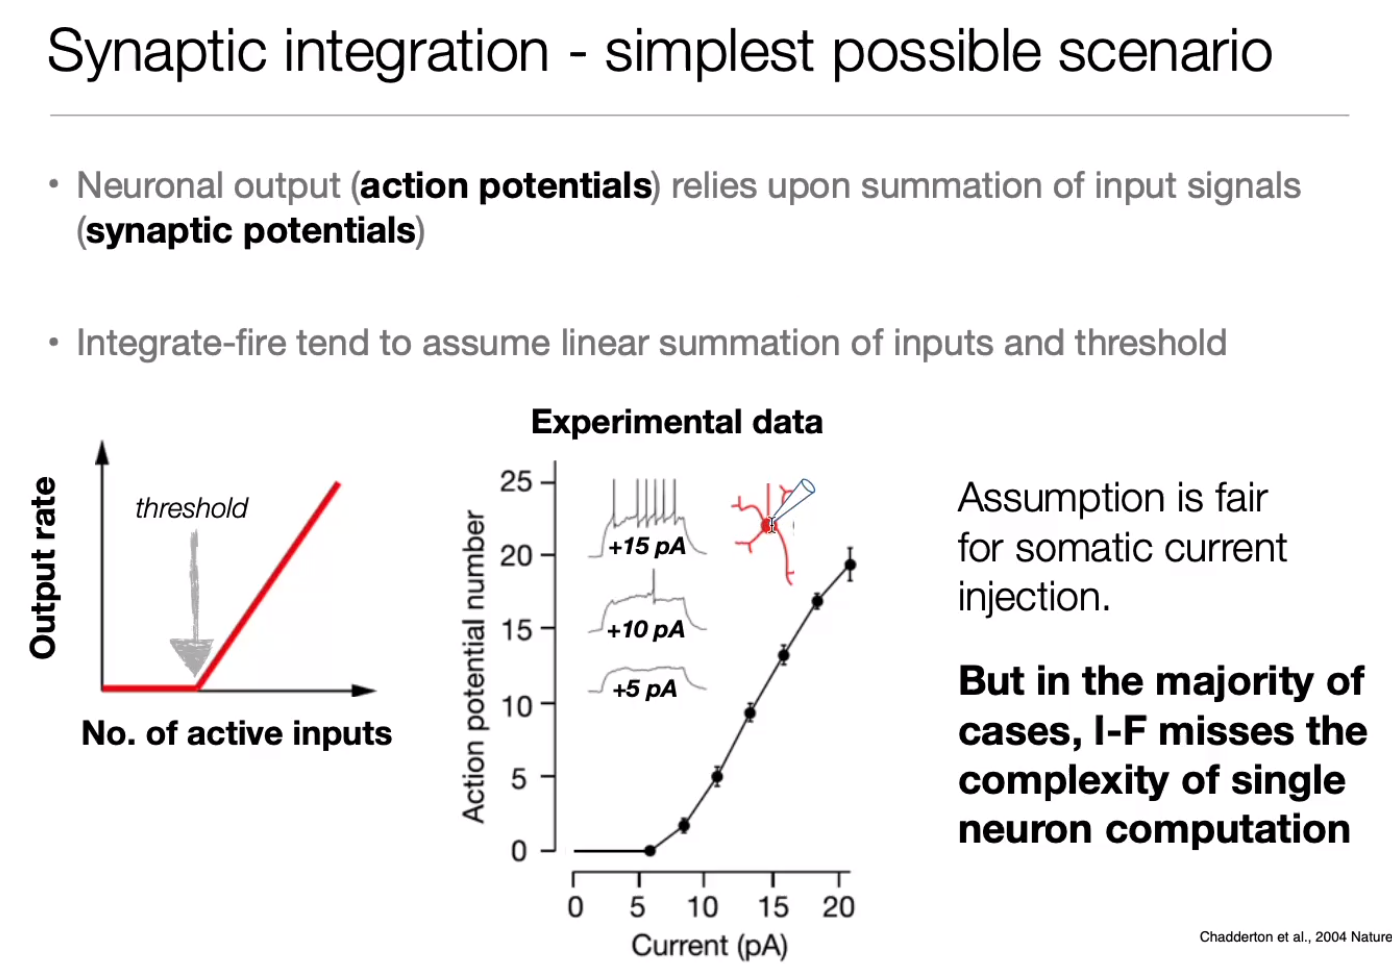 Synaptic integration - simplest possible scenario
• Neuronal output (action potentials) relies upon summation of input signals
(synaptic potentials)
• Integrate-fire tend to assume linear summation of inputs and threshold
Output rate
threshold
No. of active inputs
Experimental data
Action potential number
25
20
15
10
5
0
+15 pA
+10 pA
+5 pA
0 5 10 15 20
Current (pA)
Assumption is fair
for somatic current
injection.
But in the majority of
cases, I-F misses the
complexity of single
neuron computation
Chadderton et al., 2004 Nature